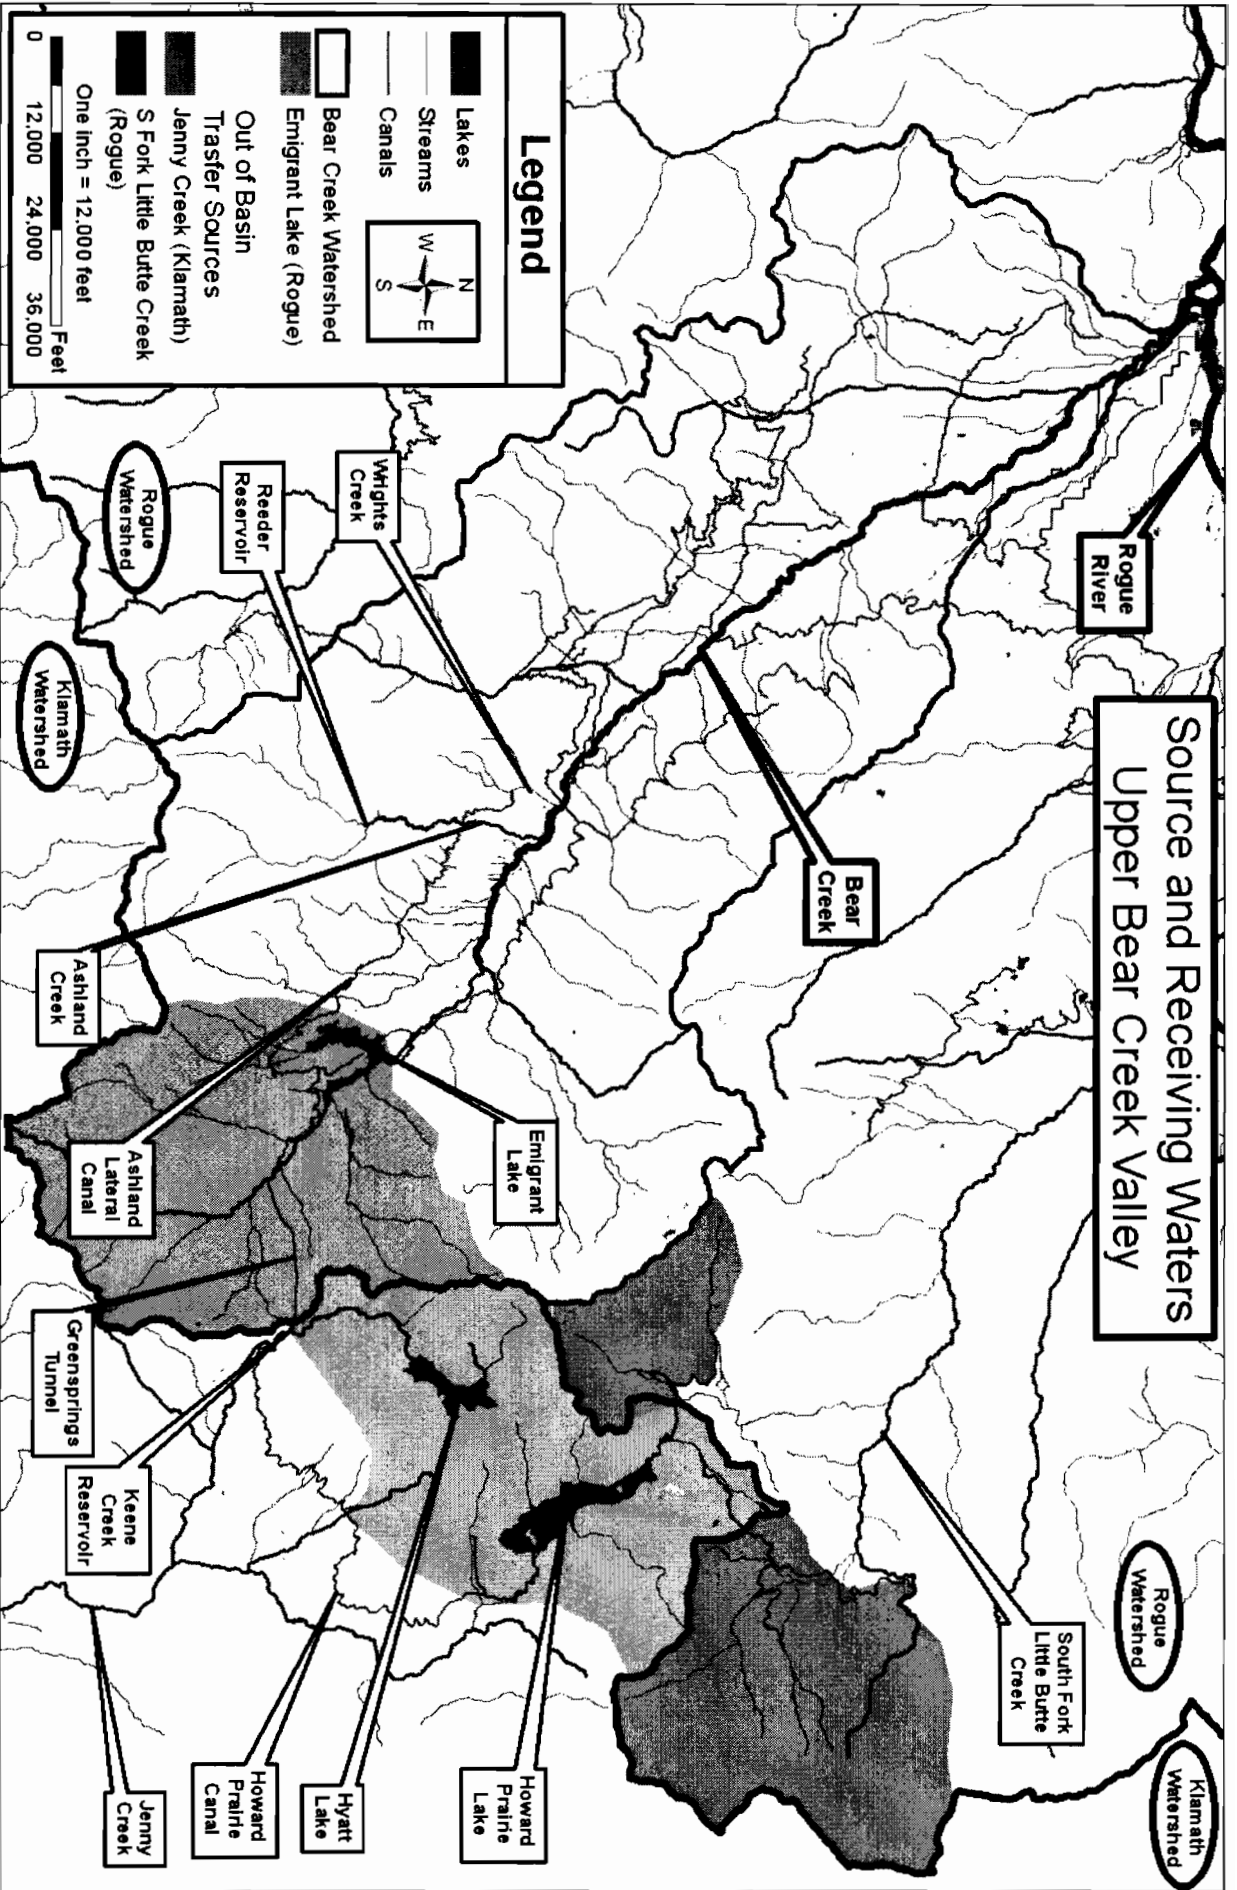 Source and Receiving Waters
Upper Bear Creek Valley
Rogue
River
Bear
Creek
Rogue
Watershed
Klamath
Watershed
South Fork
Little Butte
Creek
Legend
Lakes
Streams
Canals
N
W
E
S
Bear Creek Watershed
Emigrant Lake (Rogue)
Out of Basin
Trasfer Sources
Jenny Creek (Klamath)
S Fork Little Butte Creek
(Rogue)
One inch = 12,000 feet
Feet
0
12,000
24,000
36,000
Wrights
Creek
Reeder
Reservoir
Rogue
Watershed
Klamath
Watershed
Emigrant
Lake
Ashland
Creek
Ashland
Lateral
Canal
Greensprings
Tunnel
Keene
Creek
Reservoir
Howard
Prairie
Lake
Hyatt
Lake
Howard
Prairie
Canal
Jenny
Creek